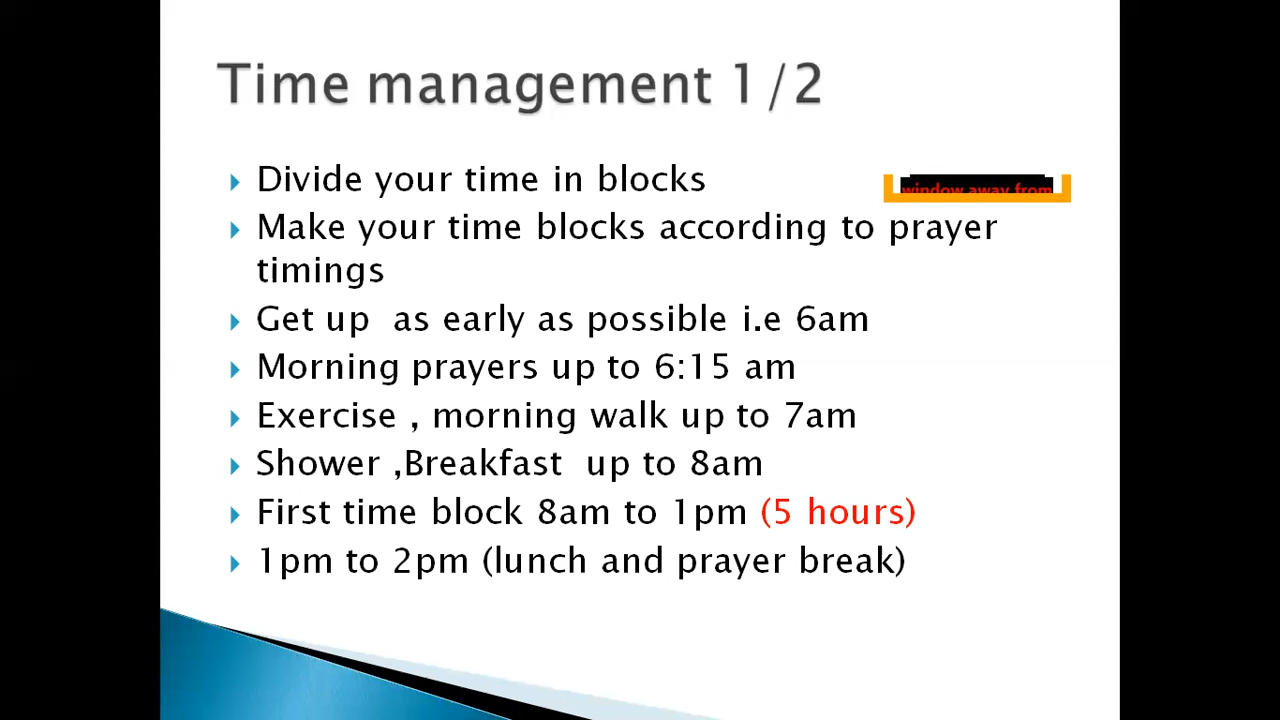 Time management 1/2
Divide your time in blocks
window away from
Make your time blocks according to prayer
timings
Get up  as early as possible i.e 6am
Morning prayers up to 6:15 am
Exercise , morning walk up to 7am
Shower ,Breakfast  up to 8am
First time block 8am to 1pm (5 hours)
1pm to 2pm (lunch and prayer break)